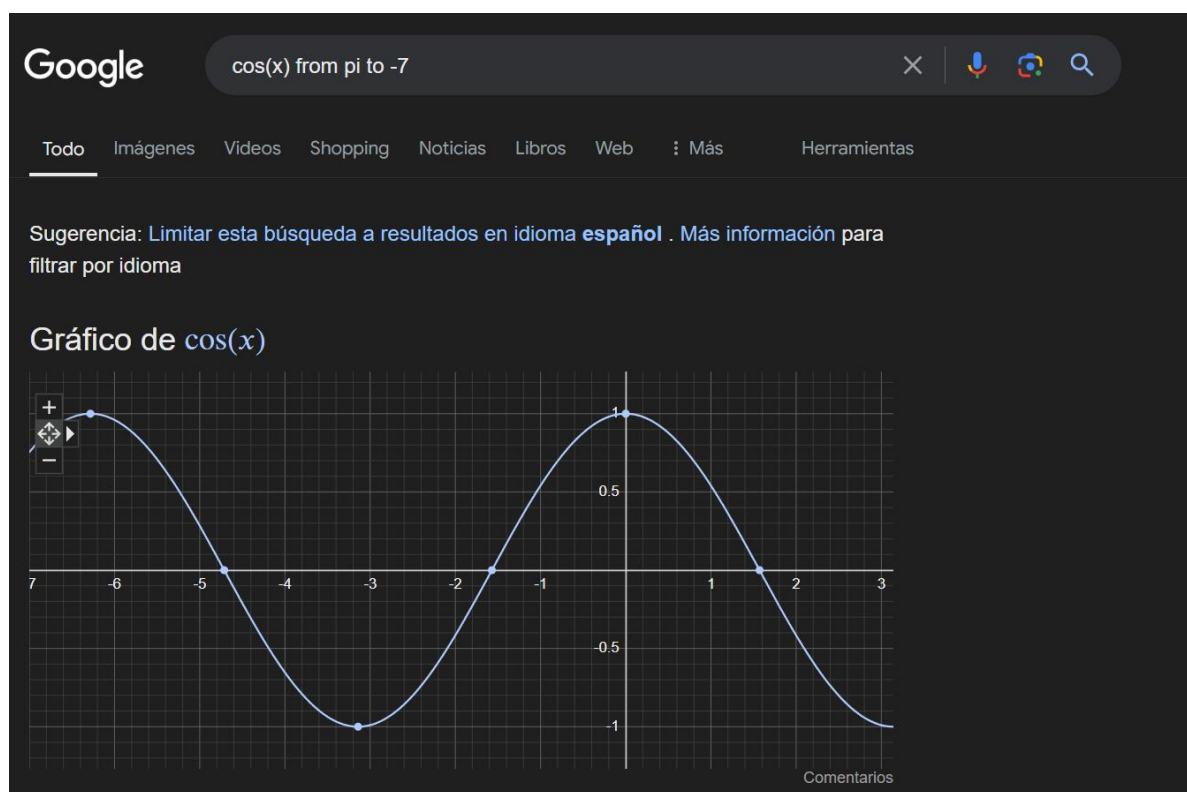 Google
cos(x) from pi to -7
Todo Imágenes Videos Shopping Noticias Libros Web Más Herramientas
Sugerencia: Limitar esta búsqueda a resultados en idioma español . Más información para
filtrar por idioma
Gráfico de cos(x)
+
−
1
0.5
7 -6 -5 -4 -3 -2 -1 1 2 3
-0.5
-1
Comentarios